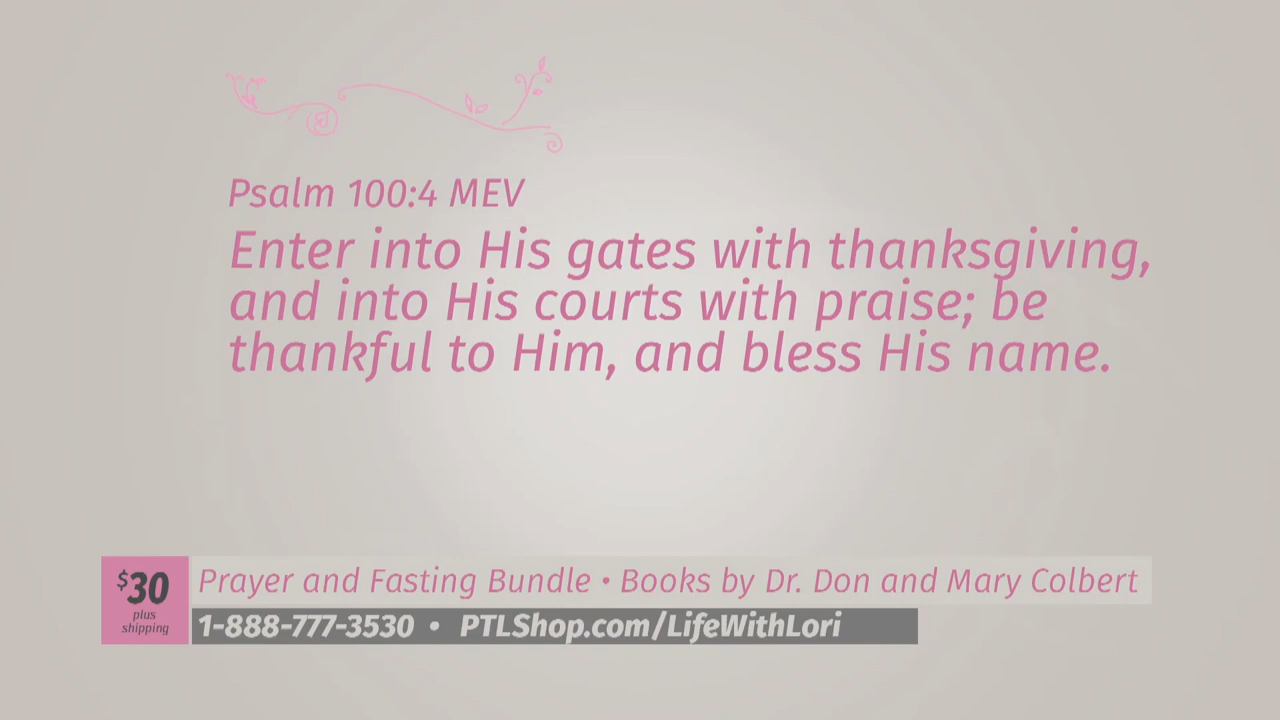 Psalm 100:4 MEV
Enter into His gates with thanksgiving,
and into His courts with praise; be
thankful to Him, and bless His name.
$30
plus
shipping
Prayer and Fasting Bundle • Books by Dr. Don and Mary Colbert
1-888-777-3530 • PTLShop.com/LifeWithLori